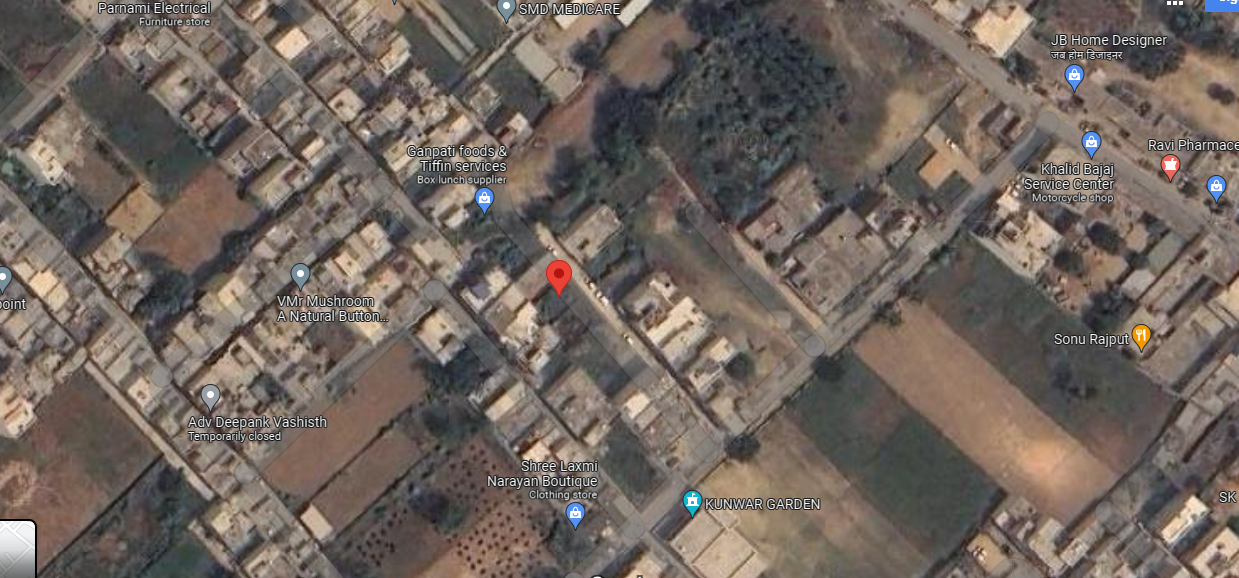 Parnami Electrical
Furniture store
SMD MEDICARE
JB Home Designer
जब होम डिजाइनर
Ganpati foods &
Tiffin services
Box lunch supplier
Khalid Bajaj
Service Center
Motorcycle shop
Ravi Pharmace
VMr Mushroom
A Natural Button...
point
Sonu Rajput
Adv Deepank Vashisth
Temporarily closed
Shree Laxmi
Narayan Boutique
Clothing store
KUNWAR GARDEN
SK